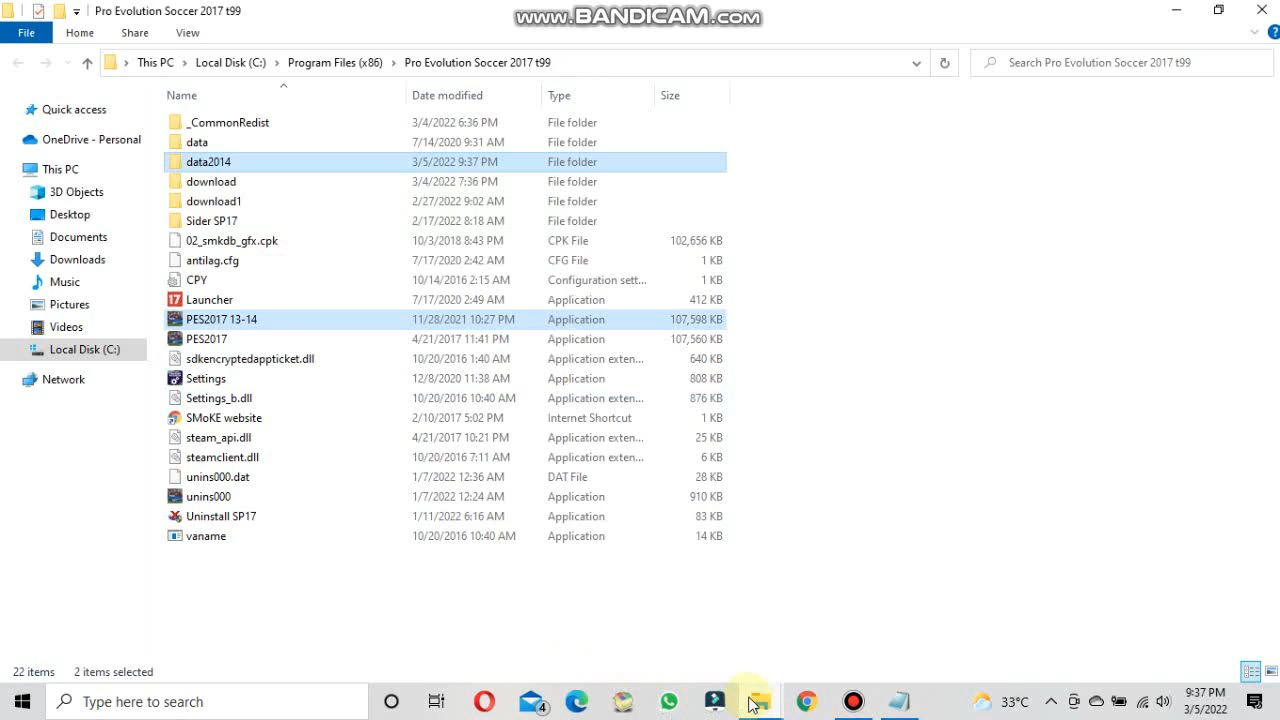 Pro Evolution Soccer 2017 t99
www.BANDICAM.com
File Home Share View
This PC Local Disk (C:) Program Files (x86) Pro Evolution Soccer 2017 t99 Search Pro Evolution Soccer 2017 t99
Name Date modified Type Size
Quick access
OneDrive - Personal
This PC
3D Objects
Desktop
Documents
Downloads
Music
Pictures
Videos
Local Disk (C:)
Network
_CommonRedist 3/4/2022 6:36 PM File folder
data 7/14/2020 9:31 AM File folder
data2014 3/5/2022 9:37 PM File folder
download 3/4/2022 7:36 PM File folder
download1 2/27/2022 9:02 AM File folder
Sider SP17 2/17/2022 8:18 AM File folder
02_smkdb_gfx.cpk 10/3/2018 8:43 PM CPK File 102,656 KB
antilag.cfg 7/17/2020 2:42 AM CFG File 1 KB
CPY 10/14/2016 2:15 AM Configuration sett... 1 KB
Launcher 7/17/2020 2:49 AM Application 412 KB
PES2017 13-14 11/28/2021 10:27 PM Application 107,598 KB
PES2017 4/21/2017 11:41 PM Application 107,560 KB
sdkencryptedappticket.dll 10/20/2016 1:40 AM Application exten... 640 KB
Settings 12/8/2020 11:38 AM Application 808 KB
Settings_b.dll 10/20/2016 10:40 AM Application exten... 876 KB
SMoKE website 2/10/2017 5:02 PM Internet Shortcut 1 KB
steam_api.dll 4/21/2017 10:21 PM Application exten... 25 KB
steamclient.dll 10/20/2016 7:11 AM Application exten... 6 KB
unins000.dat 1/7/2022 12:36 AM DAT File 28 KB
unins000 1/7/2022 12:24 AM Application 910 KB
Uninstall SP17 1/11/2022 6:16 AM Application 83 KB
vaname 10/20/2016 10:40 AM Application 14 KB
22 items 2 items selected
Type here to search 4 33°C 9:37 PM
3/5/2022